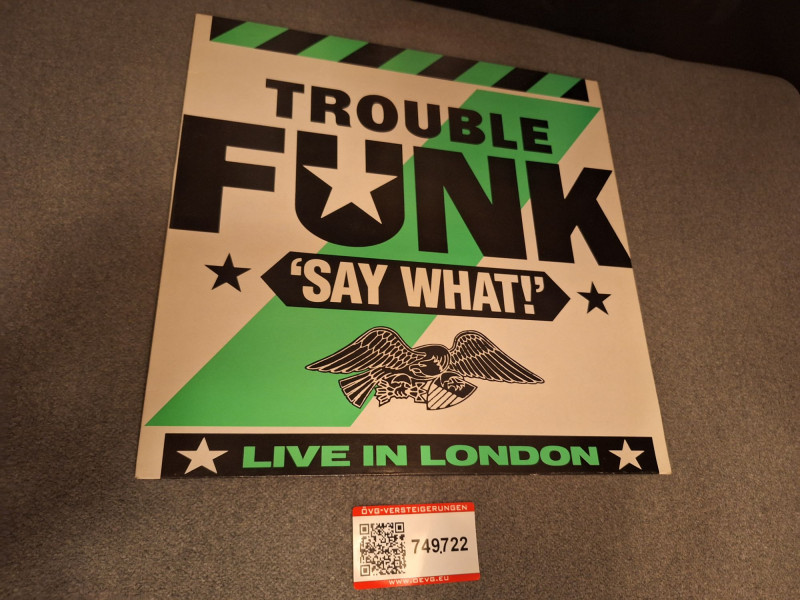 TROUBLE
FUNK
‘SAY WHAT!’
LIVE IN LONDON
ÖVG-VERSTEIGERUNGEN
749,722
WWW.OEVG.EU